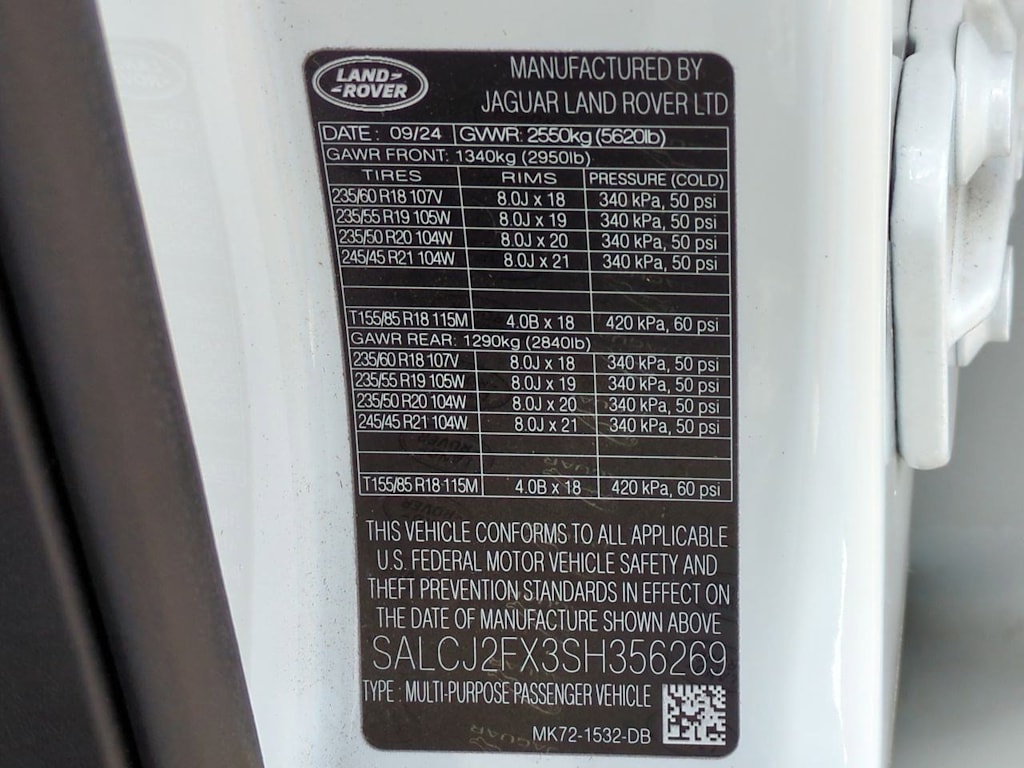 LAND-
-ROVER
MANUFACTURED BY
JAGUAR LAND ROVER LTD
DATE: 09/24 GVWR: 2550kg (5620lb)
GAWR FRONT: 1340kg (2950lb)
TIRES RIMS PRESSURE (COLD)
235/60 R18 107V 8.0J x 18 340 kPa, 50 psi
235/55 R19 105W 8.0J x 19 340 kPa, 50 psi
235/50 R20 104W 8.0J x 20 340 kPa, 50 psi
245/45 R21 104W 8.0J x 21 340 kPa, 50 psi
T155/85 R18 115M 4.0B x 18 420 kPa, 60 psi
GAWR REAR: 1290kg (2840lb)
235/60 R18 107V 8.0J x 18 340 kPa, 50 psi
235/55 R19 105W 8.0J x 19 340 kPa, 50 psi
235/50 R20 104W 8.0J x 20 340 kPa, 50 psi
245/45 R21 104W 8.0J x 21 340 kPa, 50 psi
T155/85 R18 115M 4.0B x 18 420 kPa, 60 psi
THIS VEHICLE CONFORMS TO ALL APPLICABLE
U.S. FEDERAL MOTOR VEHICLE SAFETY AND
THEFT PREVENTION STANDARDS IN EFFECT ON
THE DATE OF MANUFACTURE SHOWN ABOVE
SALCJ2FX3SH356269
TYPE : MULTI-PURPOSE PASSENGER VEHICLE
MK72-1532-DB